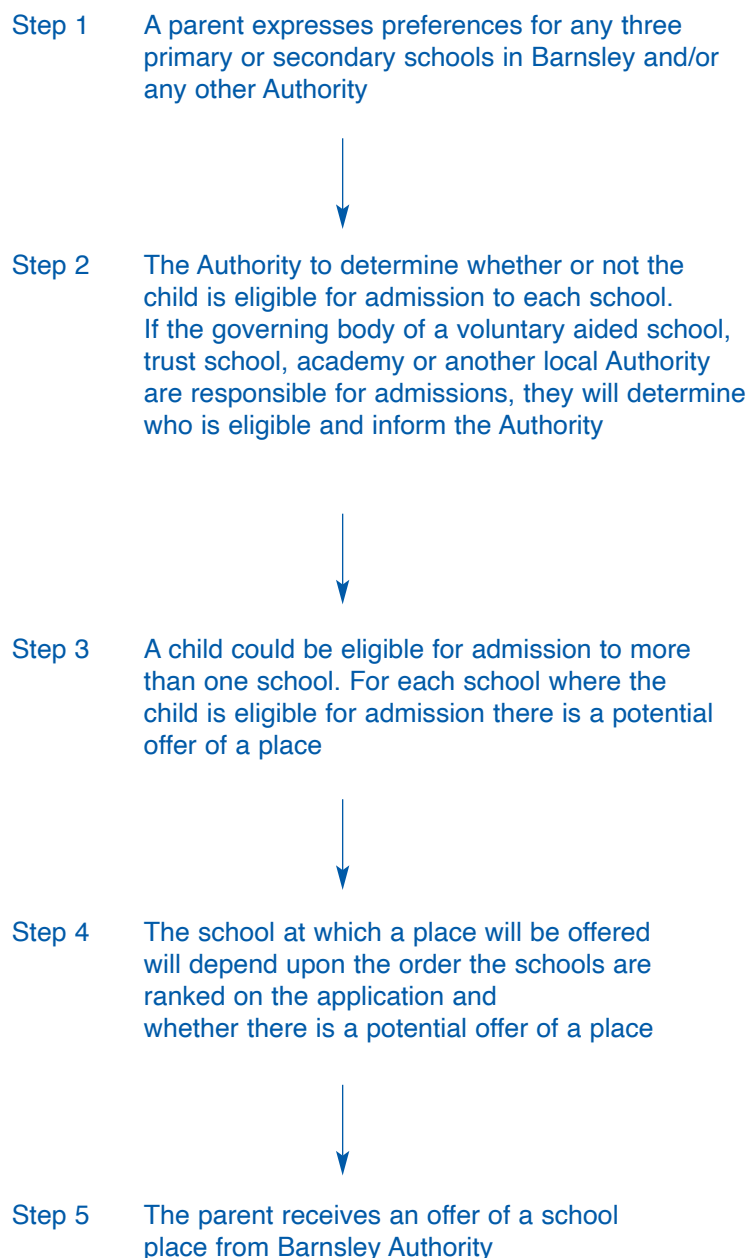 Step 1 A parent expresses preferences for any three
primary or secondary schools in Barnsley and/or
any other Authority
Step 2 The Authority to determine whether or not the
child is eligible for admission to each school.
If the governing body of a voluntary aided school,
trust school, academy or another local Authority
are responsible for admissions, they will determine
who is eligible and inform the Authority
Step 3 A child could be eligible for admission to more
than one school. For each school where the
child is eligible for admission there is a potential
offer of a place
Step 4 The school at which a place will be offered
will depend upon the order the schools are
ranked on the application and
whether there is a potential offer of a place
Step 5 The parent receives an offer of a school
place from Barnsley Authority